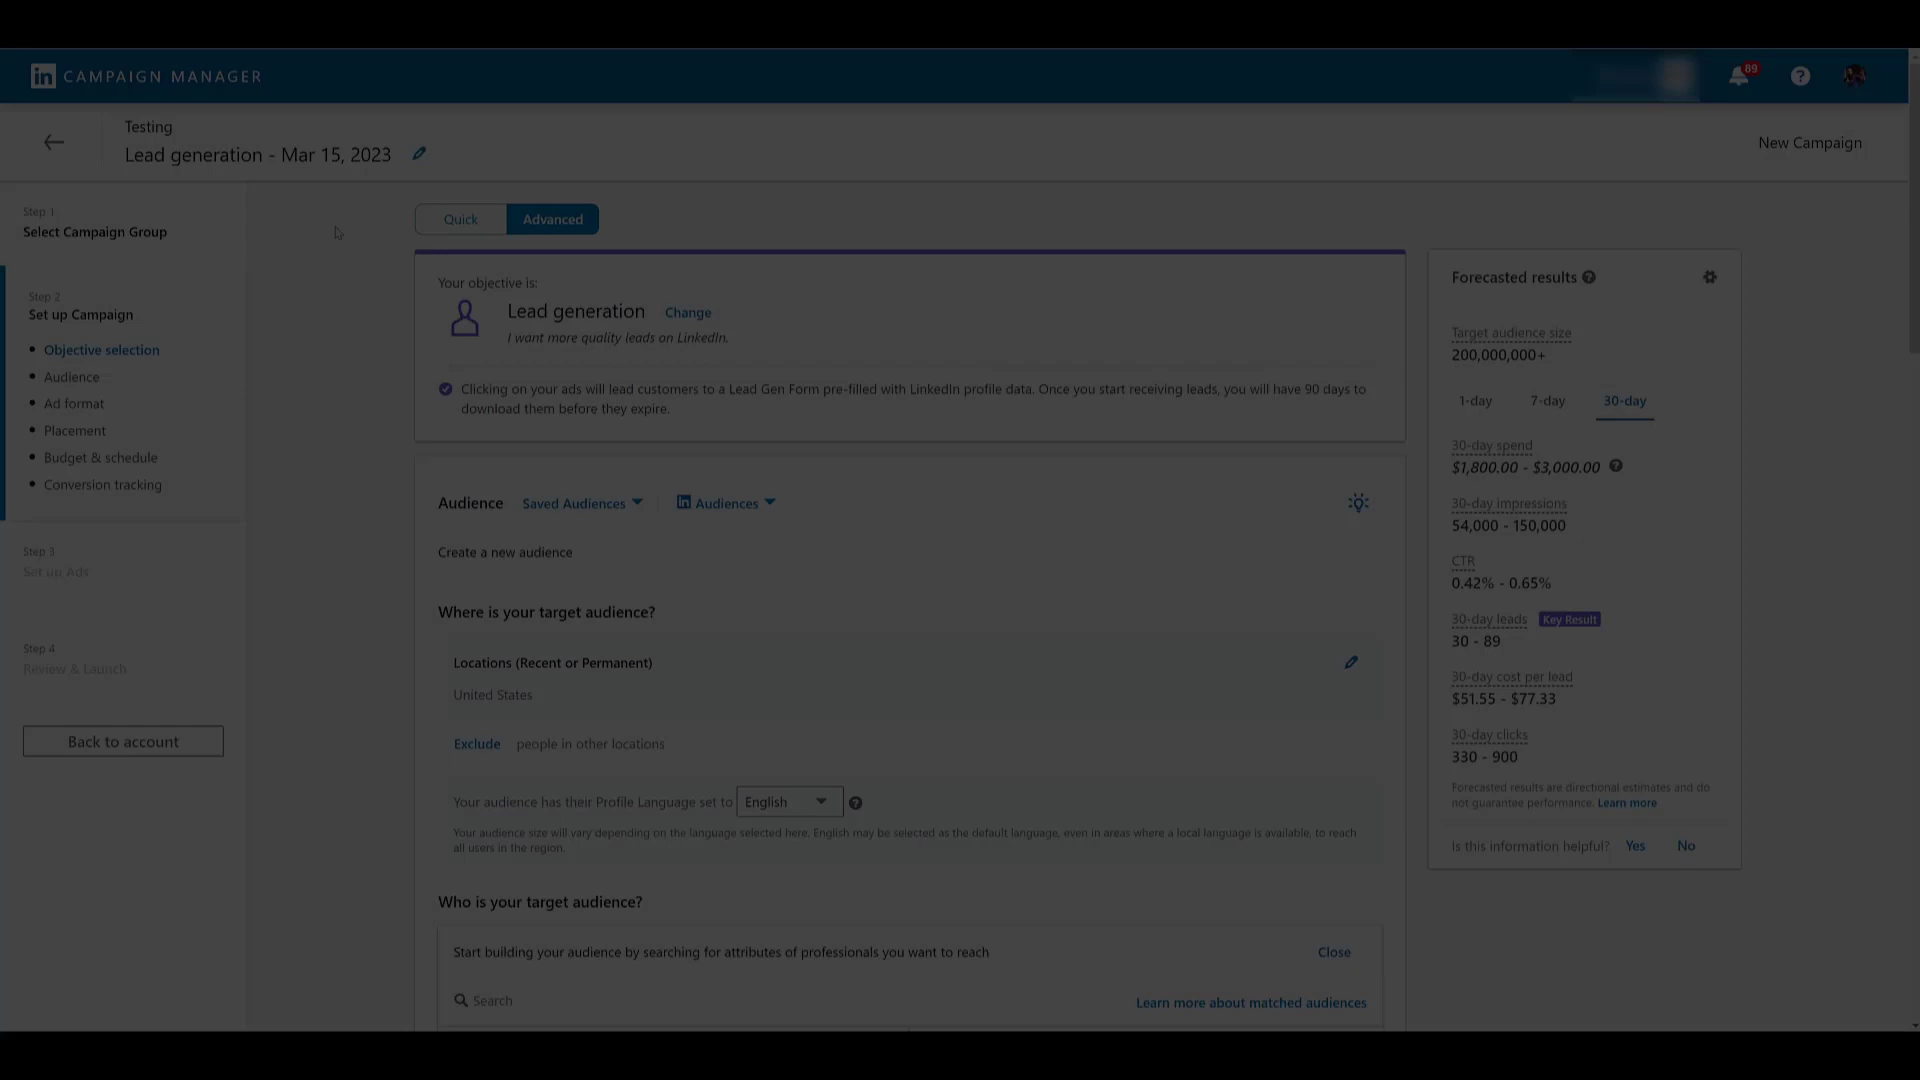 in CAMPAIGN MANAGER
89
Testing
Lead generation - Mar 15, 2023
New Campaign
Step 1
Select Campaign Group
Step 2
Set up Campaign
Objective selection
Audience
Ad format
Placement
Budget & schedule
Conversion tracking
Step 3
Set up Ads
Step 4
Review & Launch
Back to account
Quick Advanced
Your objective is:
Lead generation Change
I want more quality leads on LinkedIn.
Clicking on your ads will lead customers to a Lead Gen Form pre-filled with LinkedIn profile data. Once you start receiving leads, you will have 90 days to
download them before they expire.
Audience Saved Audiences in Audiences
Create a new audience
Where is your target audience?
Locations (Recent or Permanent)
United States
Exclude people in other locations
Your audience has their Profile Language set to English
Your audience size will vary depending on the language selected here. English may be selected as the default language, even in areas where a local language is available, to reach
all users in the region.
Who is your target audience?
Start building your audience by searching for attributes of professionals you want to reach Close
Search
Learn more about matched audiences
Forecasted results
Target audience size
200,000,000+
1-day 7-day 30-day
30-day spend
$1,800.00 - $3,000.00
30-day impressions
54,000 - 150,000
CTR
0.42% - 0.65%
30-day leads Key Result
30 - 89
30-day cost per lead
$51.55 - $77.33
30-day clicks
330 - 900
Forecasted results are directional estimates and do
not guarantee performance. Learn more
Is this information helpful? Yes No